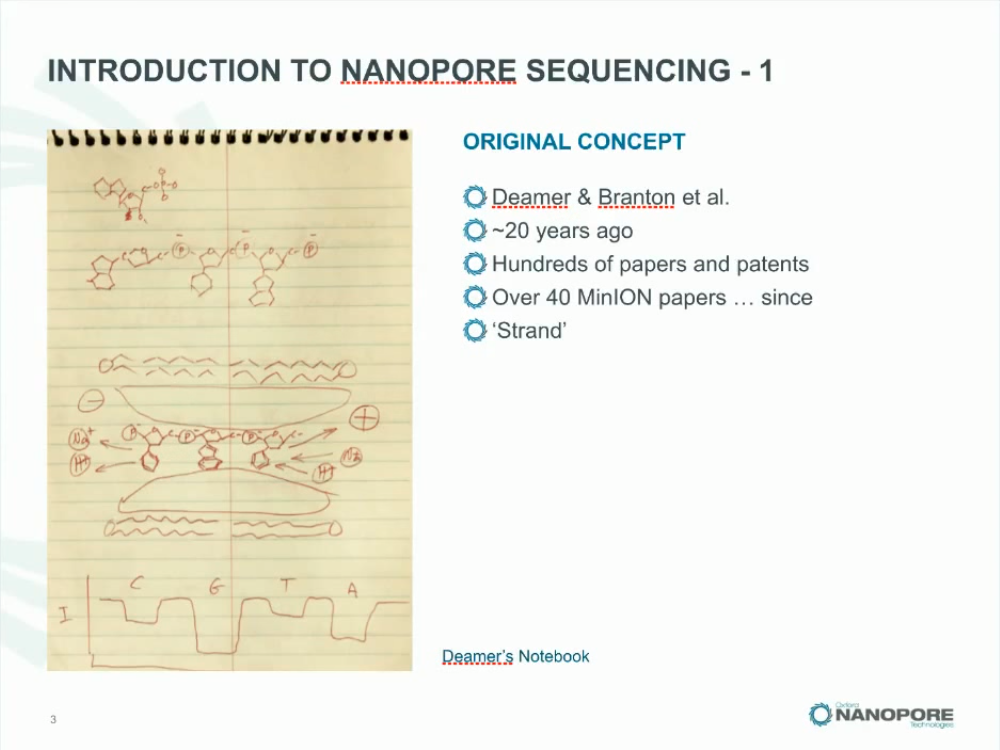 INTRODUCTION TO NANOPORE SEQUENCING - 1
ORIGINAL CONCEPT
Deamer & Branton et al.
~20 years ago
Hundreds of papers and patents
Over 40 MinION papers … since
‘Strand’
P P P
− +
Na+ P P P
H+ H+
C G T A
I
Deamer’s Notebook
3
Oxford
NANOPORE
Technologies